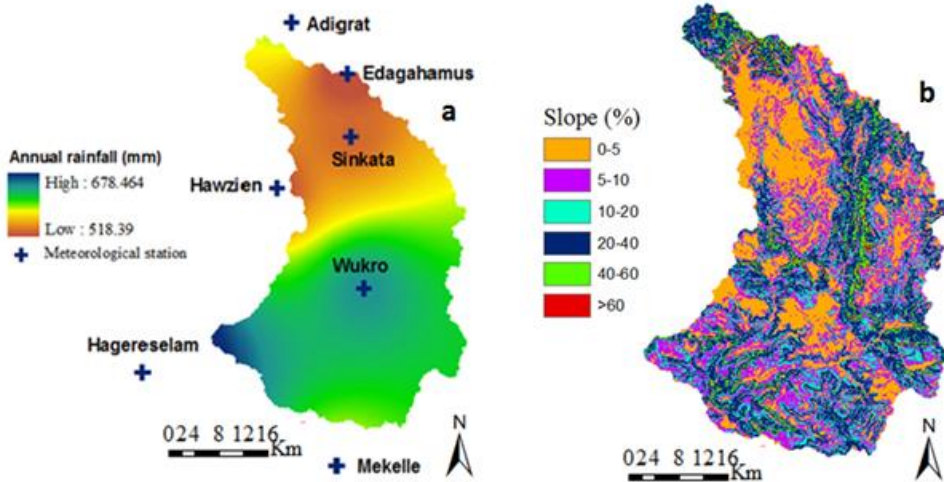 Adigrat
Edagahamus
a
Sinkata
Annual rainfall (mm)
High : 678.464
Low : 518.39
Meteorological station
Hawzien
Wukro
Hagereselam
024 8 1216
Km
N
Mekelle
b
Slope (%)
0-5
5-10
10-20
20-40
40-60
>60
024 8 1216
Km
N